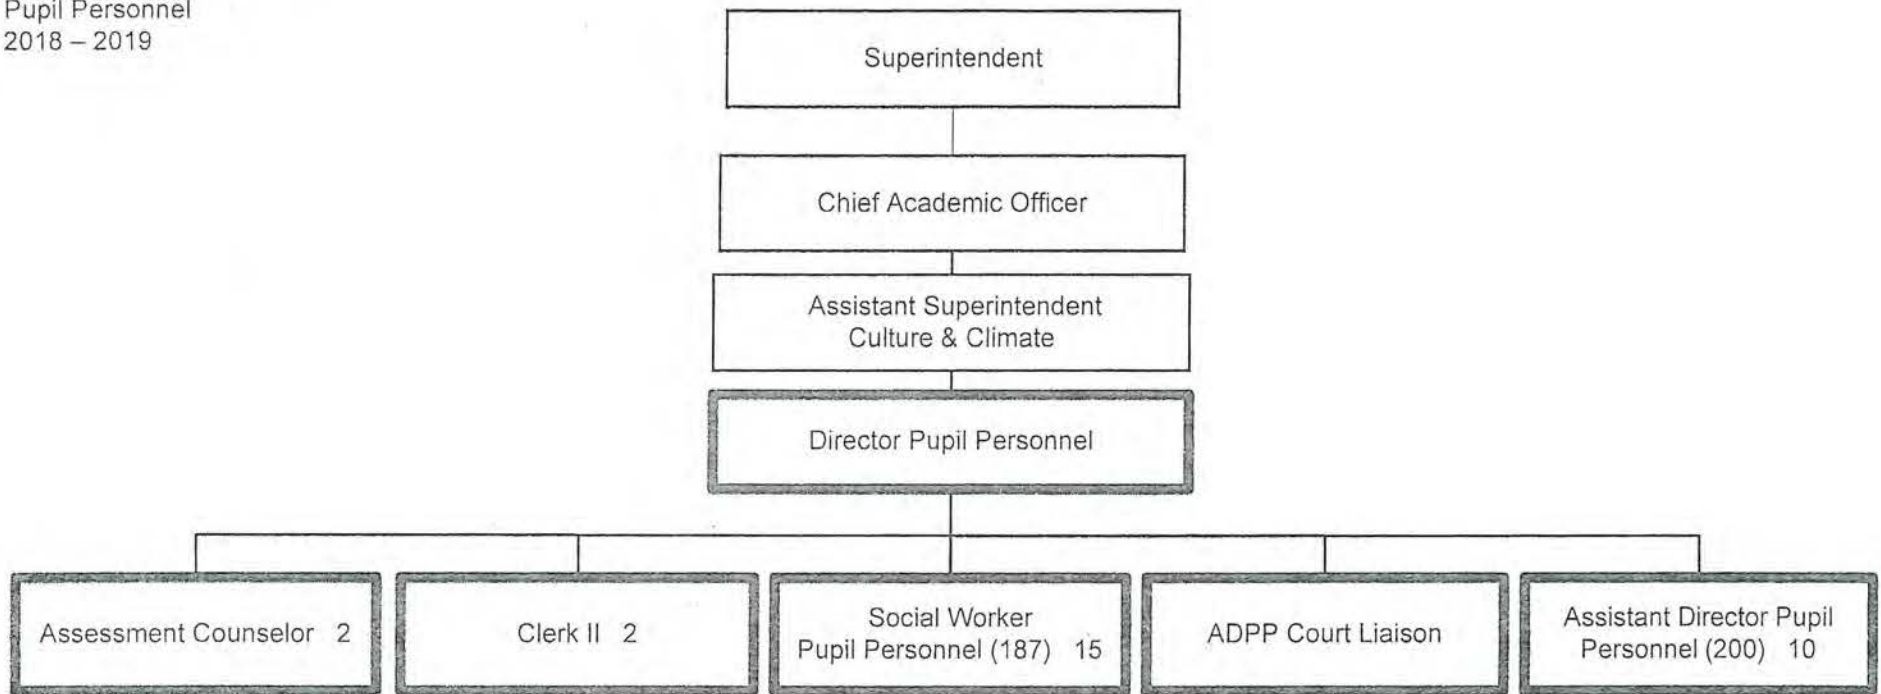 Pupil Personnel
2018 – 2019
Superintendent
Chief Academic Officer
Assistant Superintendent
Culture & Climate
Director Pupil Personnel
Assessment Counselor 2
Clerk II 2
Social Worker
Pupil Personnel (187) 15
ADPP Court Liaison
Assistant Director Pupil
Personnel (200) 10